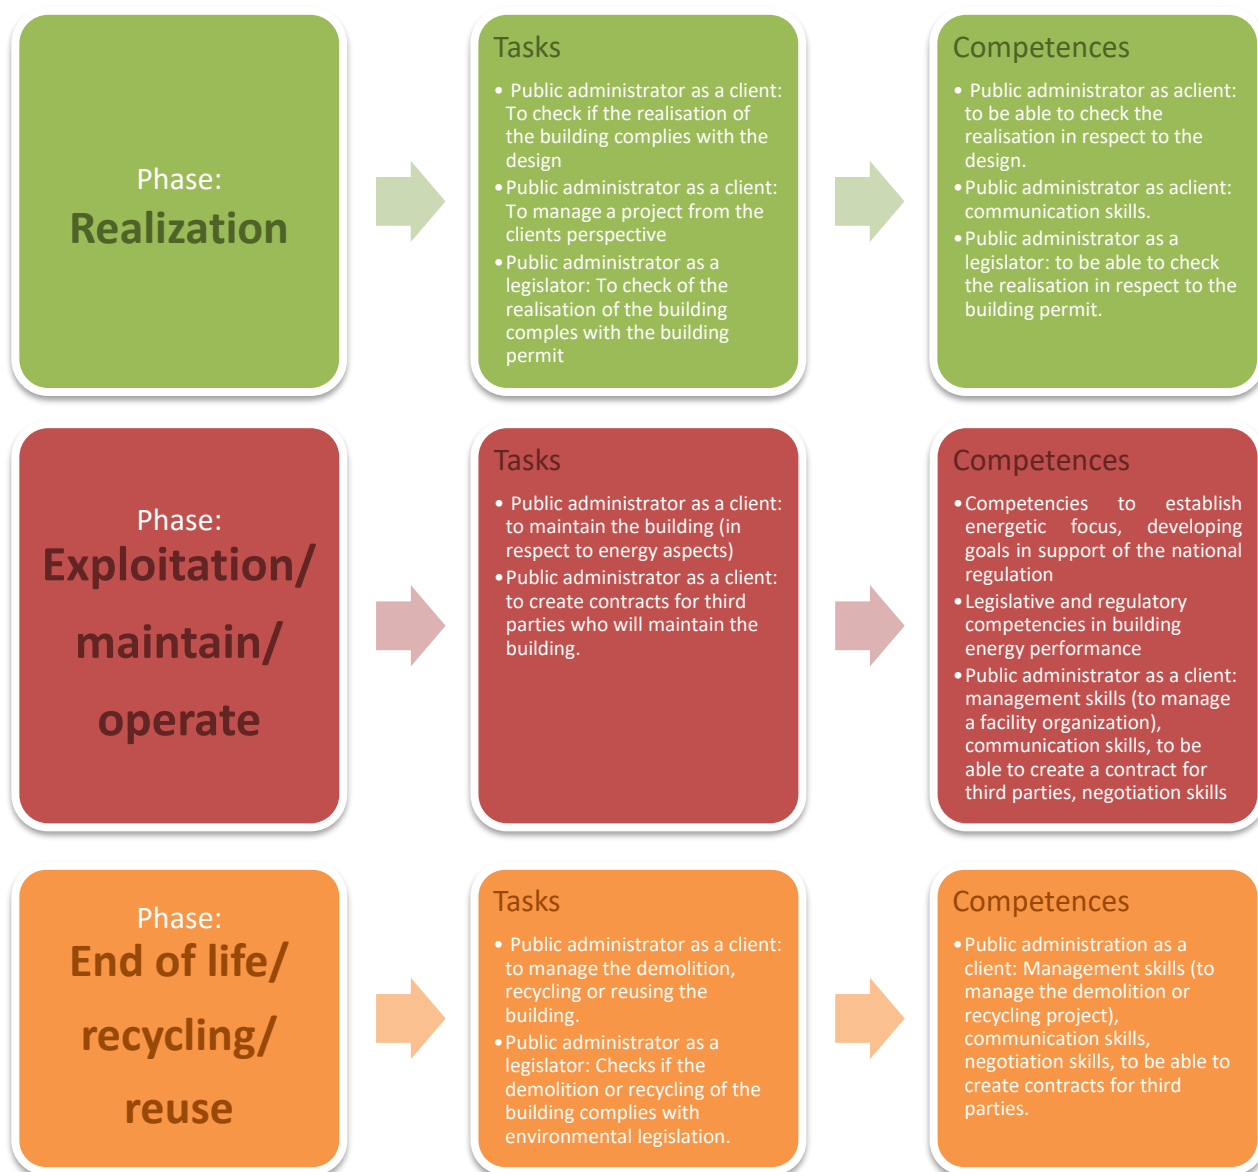 Phase:
Realization
Tasks
• Public administrator as a client:
To check if the realisation of
the building complies with the
design
•Public administrator as a client:
To manage a project from the
clients perspective
•Public administrator as a
legislator: To check of the
realisation of the building
comples with the building
permit
Competences
• Public administrator as aclient:
to be able to check the
realisation in respect to the
design.
•Public administrator as aclient:
communication skills.
•Public administrator as a
legislator: to be able to check
the realisation in respect to the
building permit.
Phase:
Exploitation/
maintain/
operate
Tasks
• Public administrator as a client:
to maintain the building (in
respect to energy aspects)
•Public administrator as a client:
to create contracts for third
parties who will maintain the
building.
Competences
•Competencies to establish
energetic focus, developing
goals in support of the national
regulation
•Legislative and regulatory
competencies in building
energy performance
•Public administrator as a client:
management skills (to manage
a facility organization),
communication skills, to be
able to create a contract for
third parties, negotiation skills
Phase:
End of life/
recycling/
reuse
Tasks
• Public administrator as a client:
to manage the demolition,
recycling or reusing the
building.
•Public administrator as a
legislator: Checks if the
demolition or recycling of the
building complies with
environmental legislation.
Competences
•Public administration as a
client: Management skills (to
manage the demolition or
recycling project),
communication skills,
negotiation skills, to be able to
create contracts for third
parties.